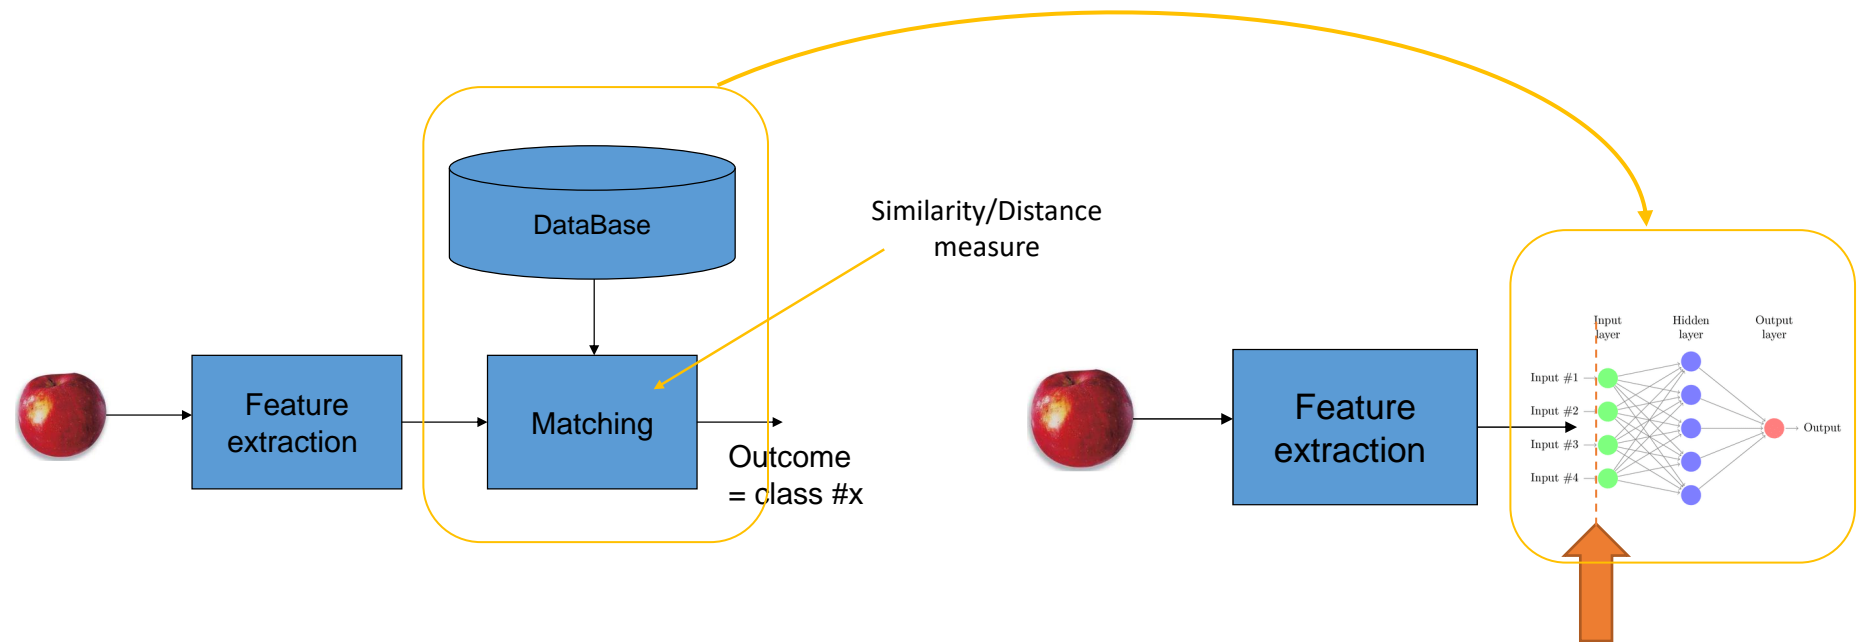 DataBase
Similarity/Distance
measure
Feature
extraction
Matching
Outcome
= class #x
Feature
extraction
Input
layer
Hidden
layer
Output
layer
Input #1
Input #2
Input #3
Input #4
Output